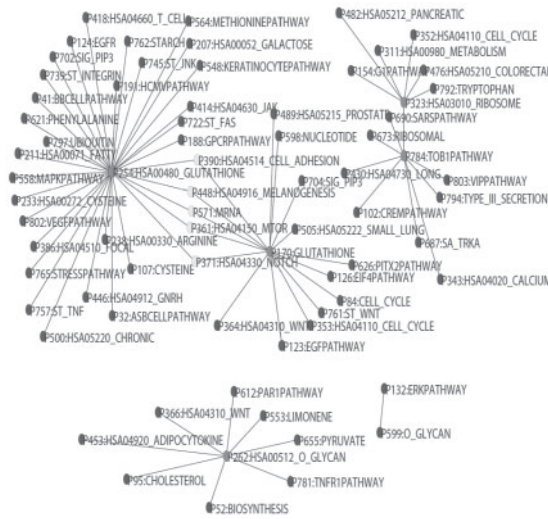 P418:HSA04660_T_CELL
P564:METHIONINEPATHWAY
P482:HSA05212_PANCREATIC
P124:EGFR
P762:STARCH
P207:HSA00052_GALACTOSE
P352:HSA04110_CELL_CYCLE
P702:SIG_PIP3
P745:ST_JNK
P548:KERATINOCYTEPATHWAY
P311:HSA00980_METABOLISM
P739:ST_INTEGRIN
P191:HCMVPATHWAY
P154:G1PATHWAY
P476:HSA05210_COLORECTAL
P41:BBCELLPATHWAY
P414:HSA04630_JAK
P792:TRYPTOPHAN
P323:HSA03010_RIBOSOME
P621:PHENYLALANINE
P722:ST_FAS
P489:HSA05215_PROSTATE
P690:SARSPATHWAY
P797:UBIQUITIN
P188:GPCRPATHWAY
P598:NUCLEOTIDE
P673:RIBOSOMAL
P211:HSA00071_FATTY
P390:HSA04514_CELL_ADHESION
P784:TOB1PATHWAY
P254:HSA00480_GLUTATHIONE
P558:MAPKPATHWAY
P448:HSA04916_MELANOGENESIS
P704:SIG_PIP3
P430:HSA04730_LONG
P803:VIPPATHWAY
P233:HSA00272_CYSTEINE
P571:MRNA
P794:TYPE_III_SECRETION
P802:VEGFPATHWAY
P361:HSA04150_MTOR
P505:HSA05222_SMALL_LUNG
P102:CREMPATHWAY
P238:HSA00330_ARGININE
P386:HSA04510_FOCAL
P371:HSA04330_NOTCH
P170:GLUTATHIONE
P687:SA_TRKA
P765:STRESSPATHWAY
P107:CYSTEINE
P626:PITX2PATHWAY
P126:EIF4PATHWAY
P343:HSA04020_CALCIUM
P757:ST_TNF
P446:HSA04912_GNRH
P84:CELL_CYCLE
P32:ASBCELLPATHWAY
P761:ST_WNT
P500:HSA05220_CHRONIC
P364:HSA04310_WNT
P353:HSA04110_CELL_CYCLE
P123:EGFPATHWAY
P612:PAR1PATHWAY
P132:ERKPATHWAY
P366:HSA04310_WNT
P553:LIMONENE
P453:HSA04920_ADIPOCYTOKINE
P655:PYRUVATE
P599:O_GLYCAN
P262:HSA00512_O_GLYCAN
P95:CHOLESTEROL
P781:TNFR1PATHWAY
P52:BIOSYNTHESIS